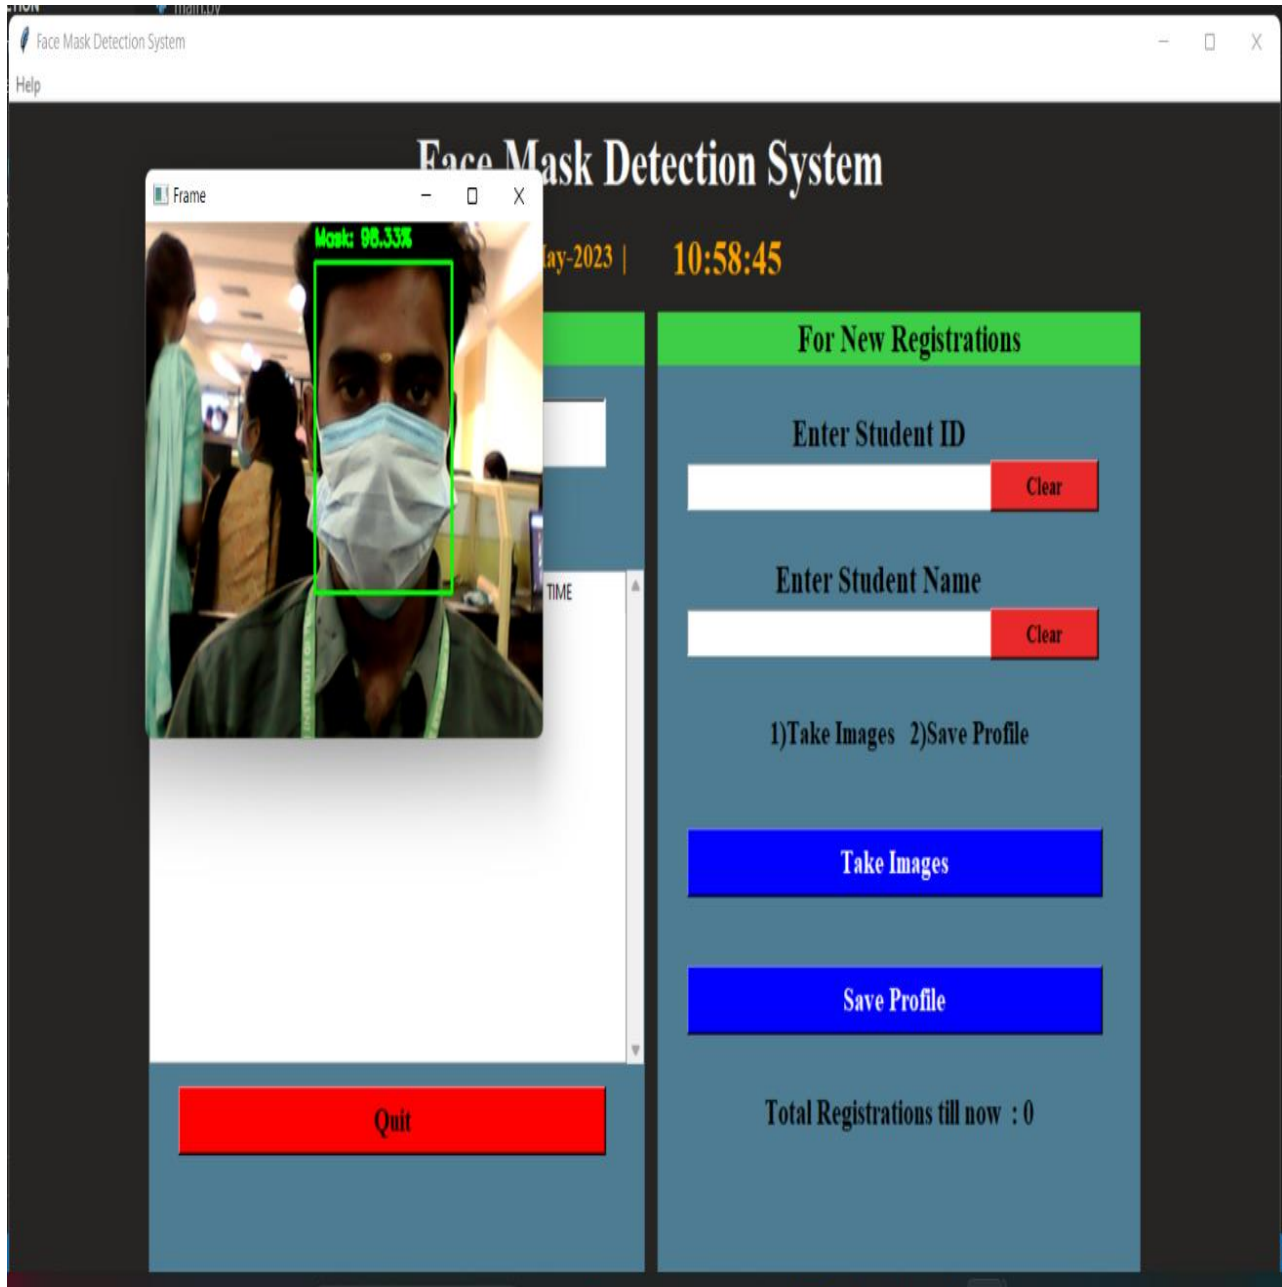 main.py
Face Mask Detection System
Help
Face Mask Detection System
Frame
Mask: 98.33%
-2023 |
10:58:45
For New Registrations
Enter Student ID
Clear
Enter Student Name
Clear
TIME
1)Take Images 2)Save Profile
Take Images
Save Profile
Quit
Total Registrations till now : 0